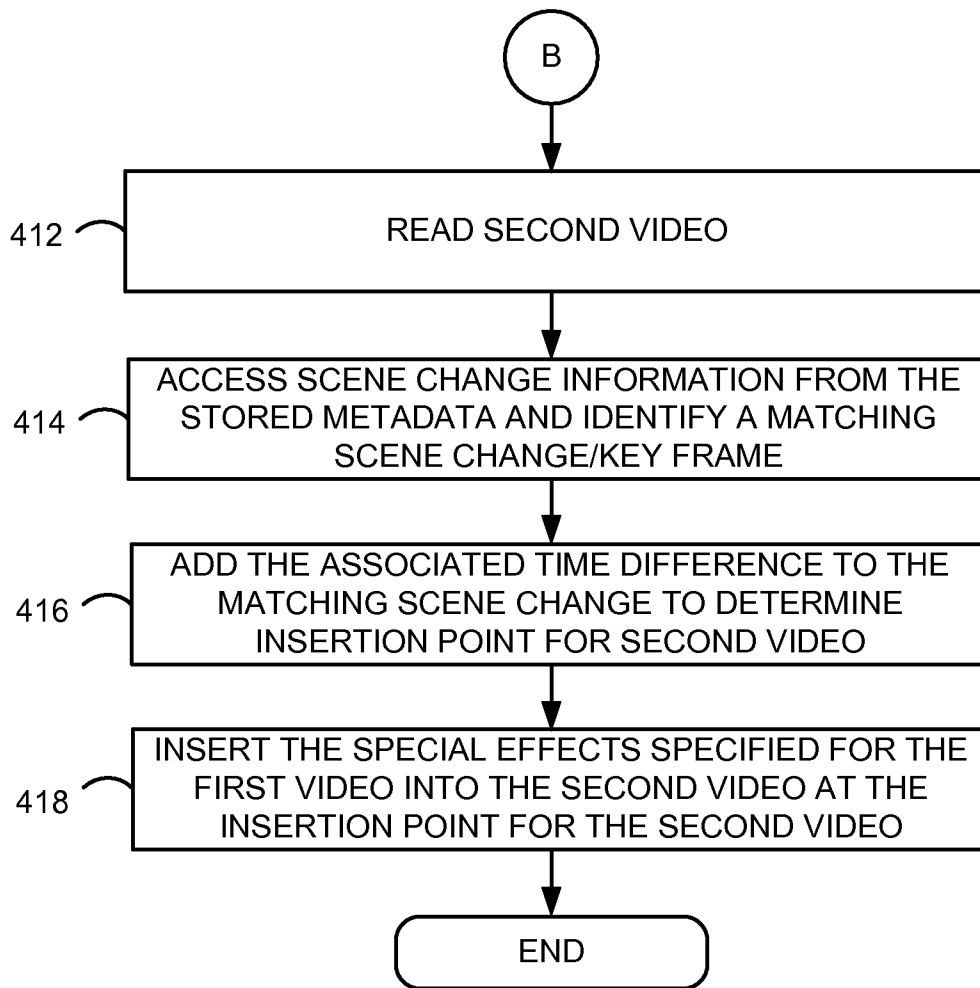 B
412
READ SECOND VIDEO
414
ACCESS SCENE CHANGE INFORMATION FROM THE
STORED METADATA AND IDENTIFY A MATCHING
SCENE CHANGE/KEY FRAME
416
ADD THE ASSOCIATED TIME DIFFERENCE TO THE
MATCHING SCENE CHANGE TO DETERMINE
INSERTION POINT FOR SECOND VIDEO
418
INSERT THE SPECIAL EFFECTS SPECIFIED FOR THE
FIRST VIDEO INTO THE SECOND VIDEO AT THE
INSERTION POINT FOR THE SECOND VIDEO
END